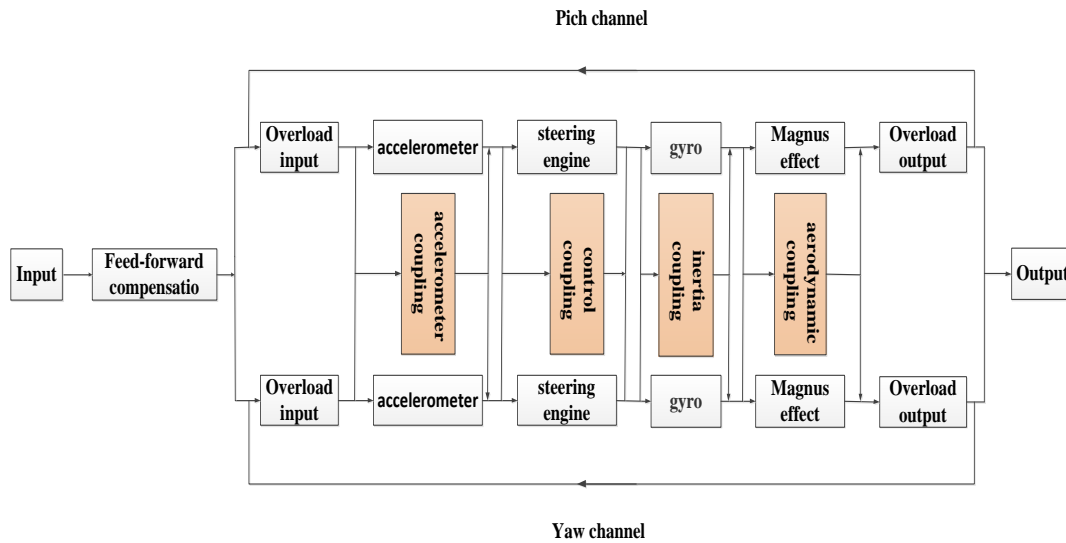 Pich channel
Overload
input
accelerometer
steering
engine
gyro
Magnus
effect
Overload
output
accelerometer
coupling
control
coupling
inertia
coupling
aerodynamic
coupling
Input
Feed-forward
compensatio
Output
Overload
input
accelerometer
steering
engine
gyro
Magnus
effect
Overload
output
Yaw channel